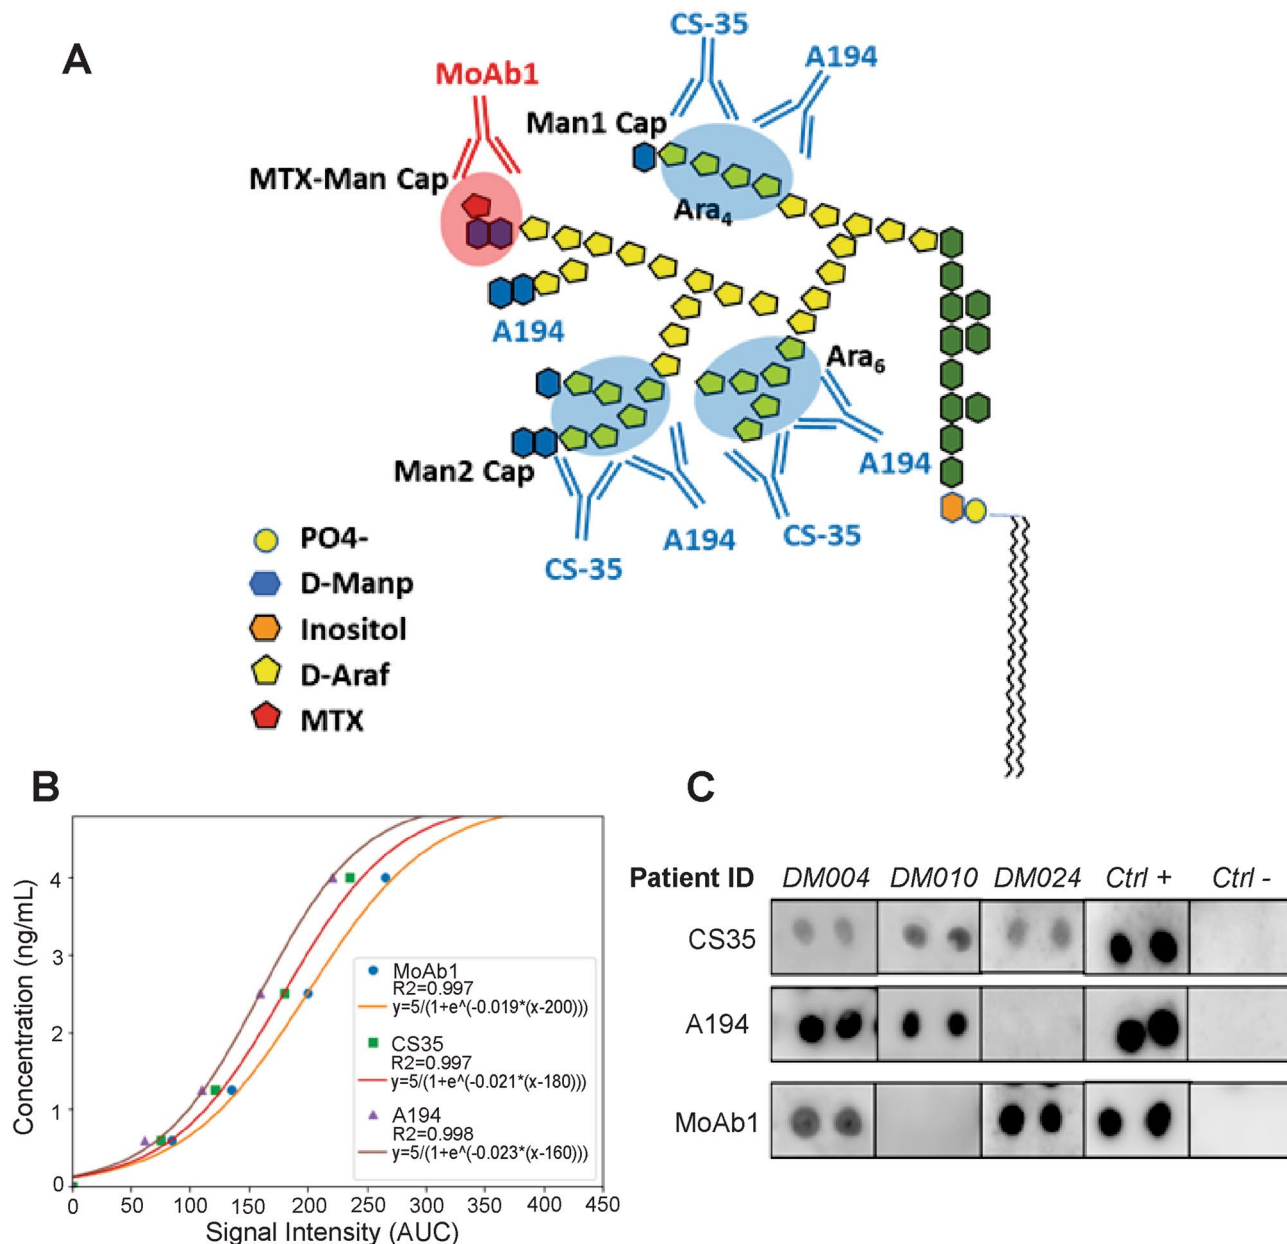 A
CS-35
A194
MoAb1
Man1 Cap
MTX-Man Cap
Ara4
A194
Ara6
Man2 Cap
A194
CS-35
A194
CS-35
PO4-
D-Manp
Inositol
D-Araf
MTX
B
Concentration (ng/mL)
4
3
2
1
0
0 50 100 150 200 250 300 350 400 450
Signal Intensity (AUC)
MoAb1
R2=0.997
y=5/(1+e^(-0.019*(x-200)))
CS35
R2=0.997
y=5/(1+e^(-0.021*(x-180)))
A194
R2=0.998
y=5/(1+e^(-0.023*(x-160)))
C
Patient ID DM004 DM010 DM024 Ctrl + Ctrl -
CS35
A194
MoAb1